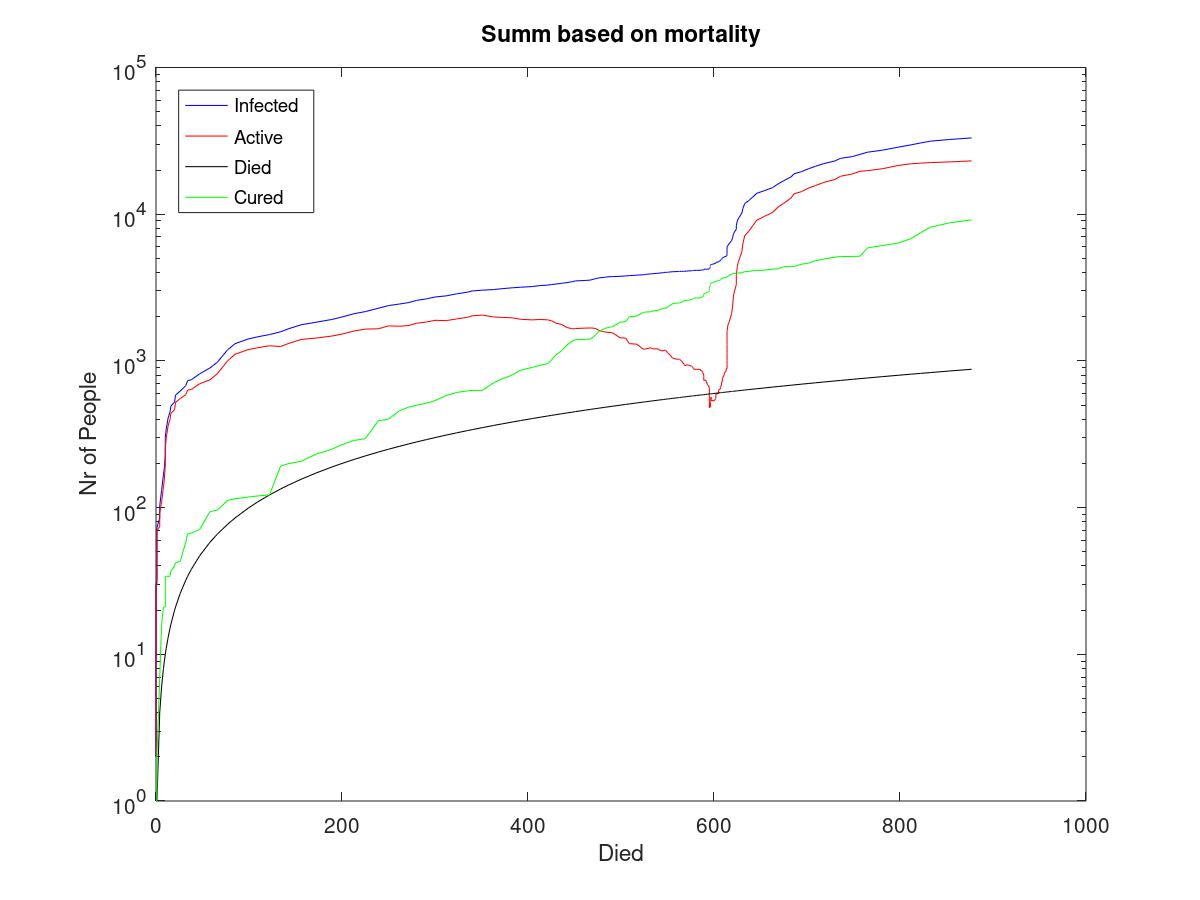 Summ based on mortality
10^5
10^4
10^3
10^2
10^1
10^0
Nr of People
Infected
Active
Died
Cured
0 200 400 600 800 1000
Died